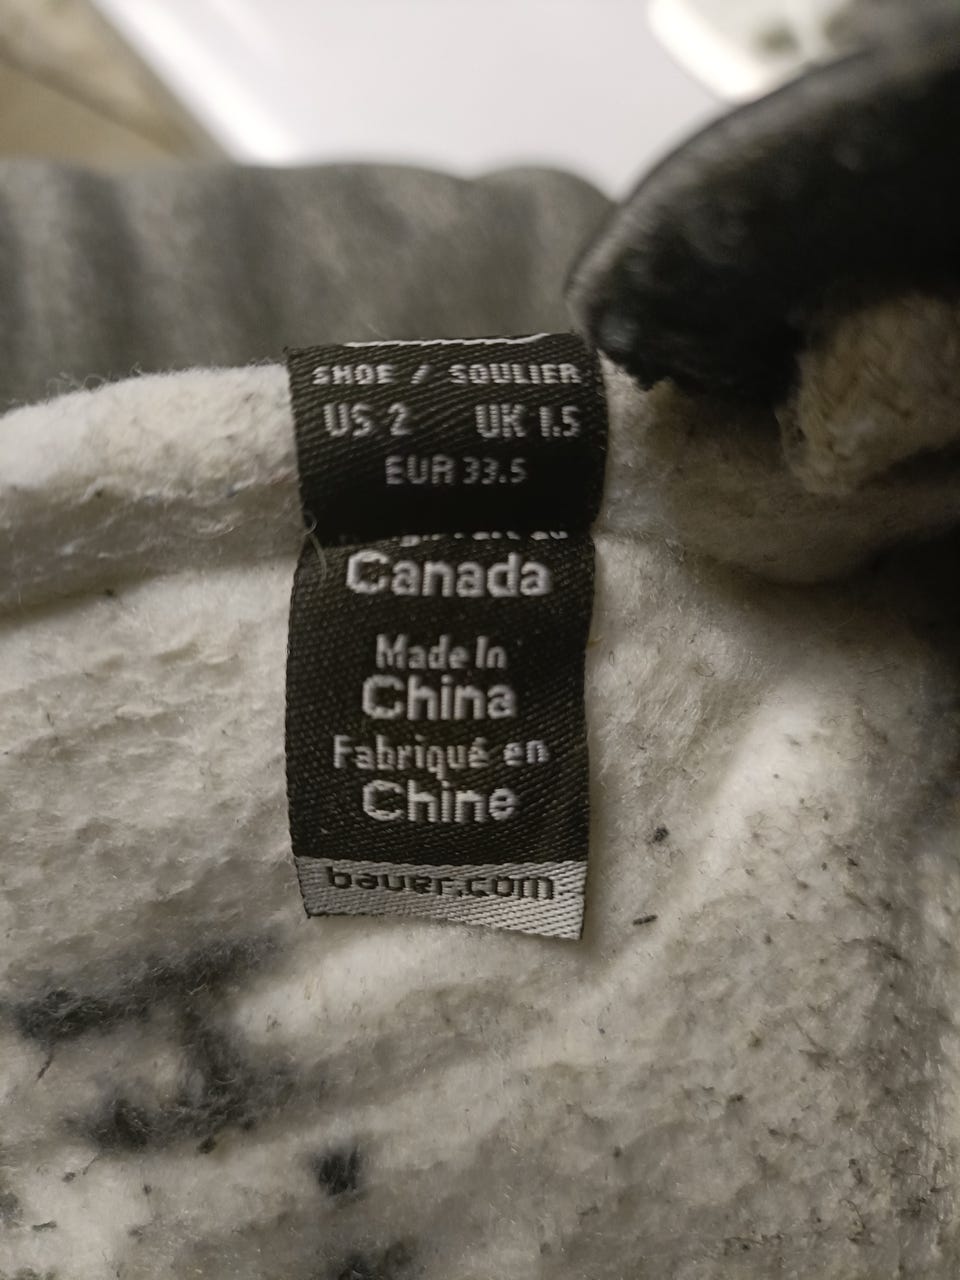 SHOE / SOULIER
US 2 UK 1.5
EUR 33.5
Canada
Made In
China
Fabriqué en
Chine
bauer.com